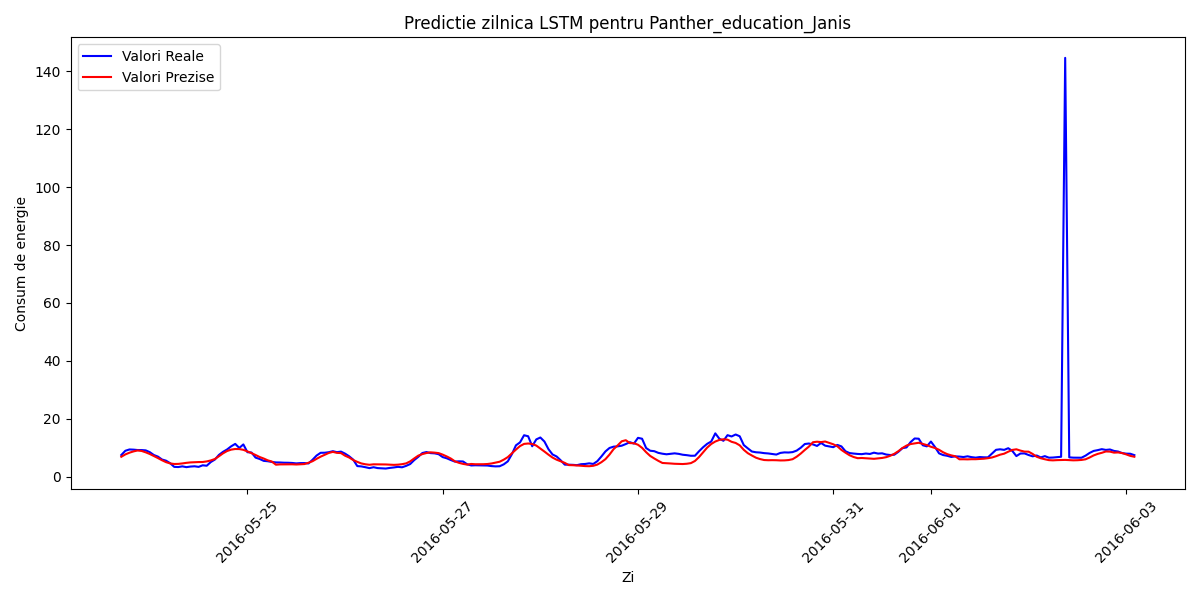 Predictie zilnica LSTM pentru Panther_education_Janis
Valori Reale
Valori Prezise
Consum de energie
140
120
100
80
60
40
20
0
2016-05-25
2016-05-27
2016-05-29
2016-05-31
2016-06-01
2016-06-03
Zi